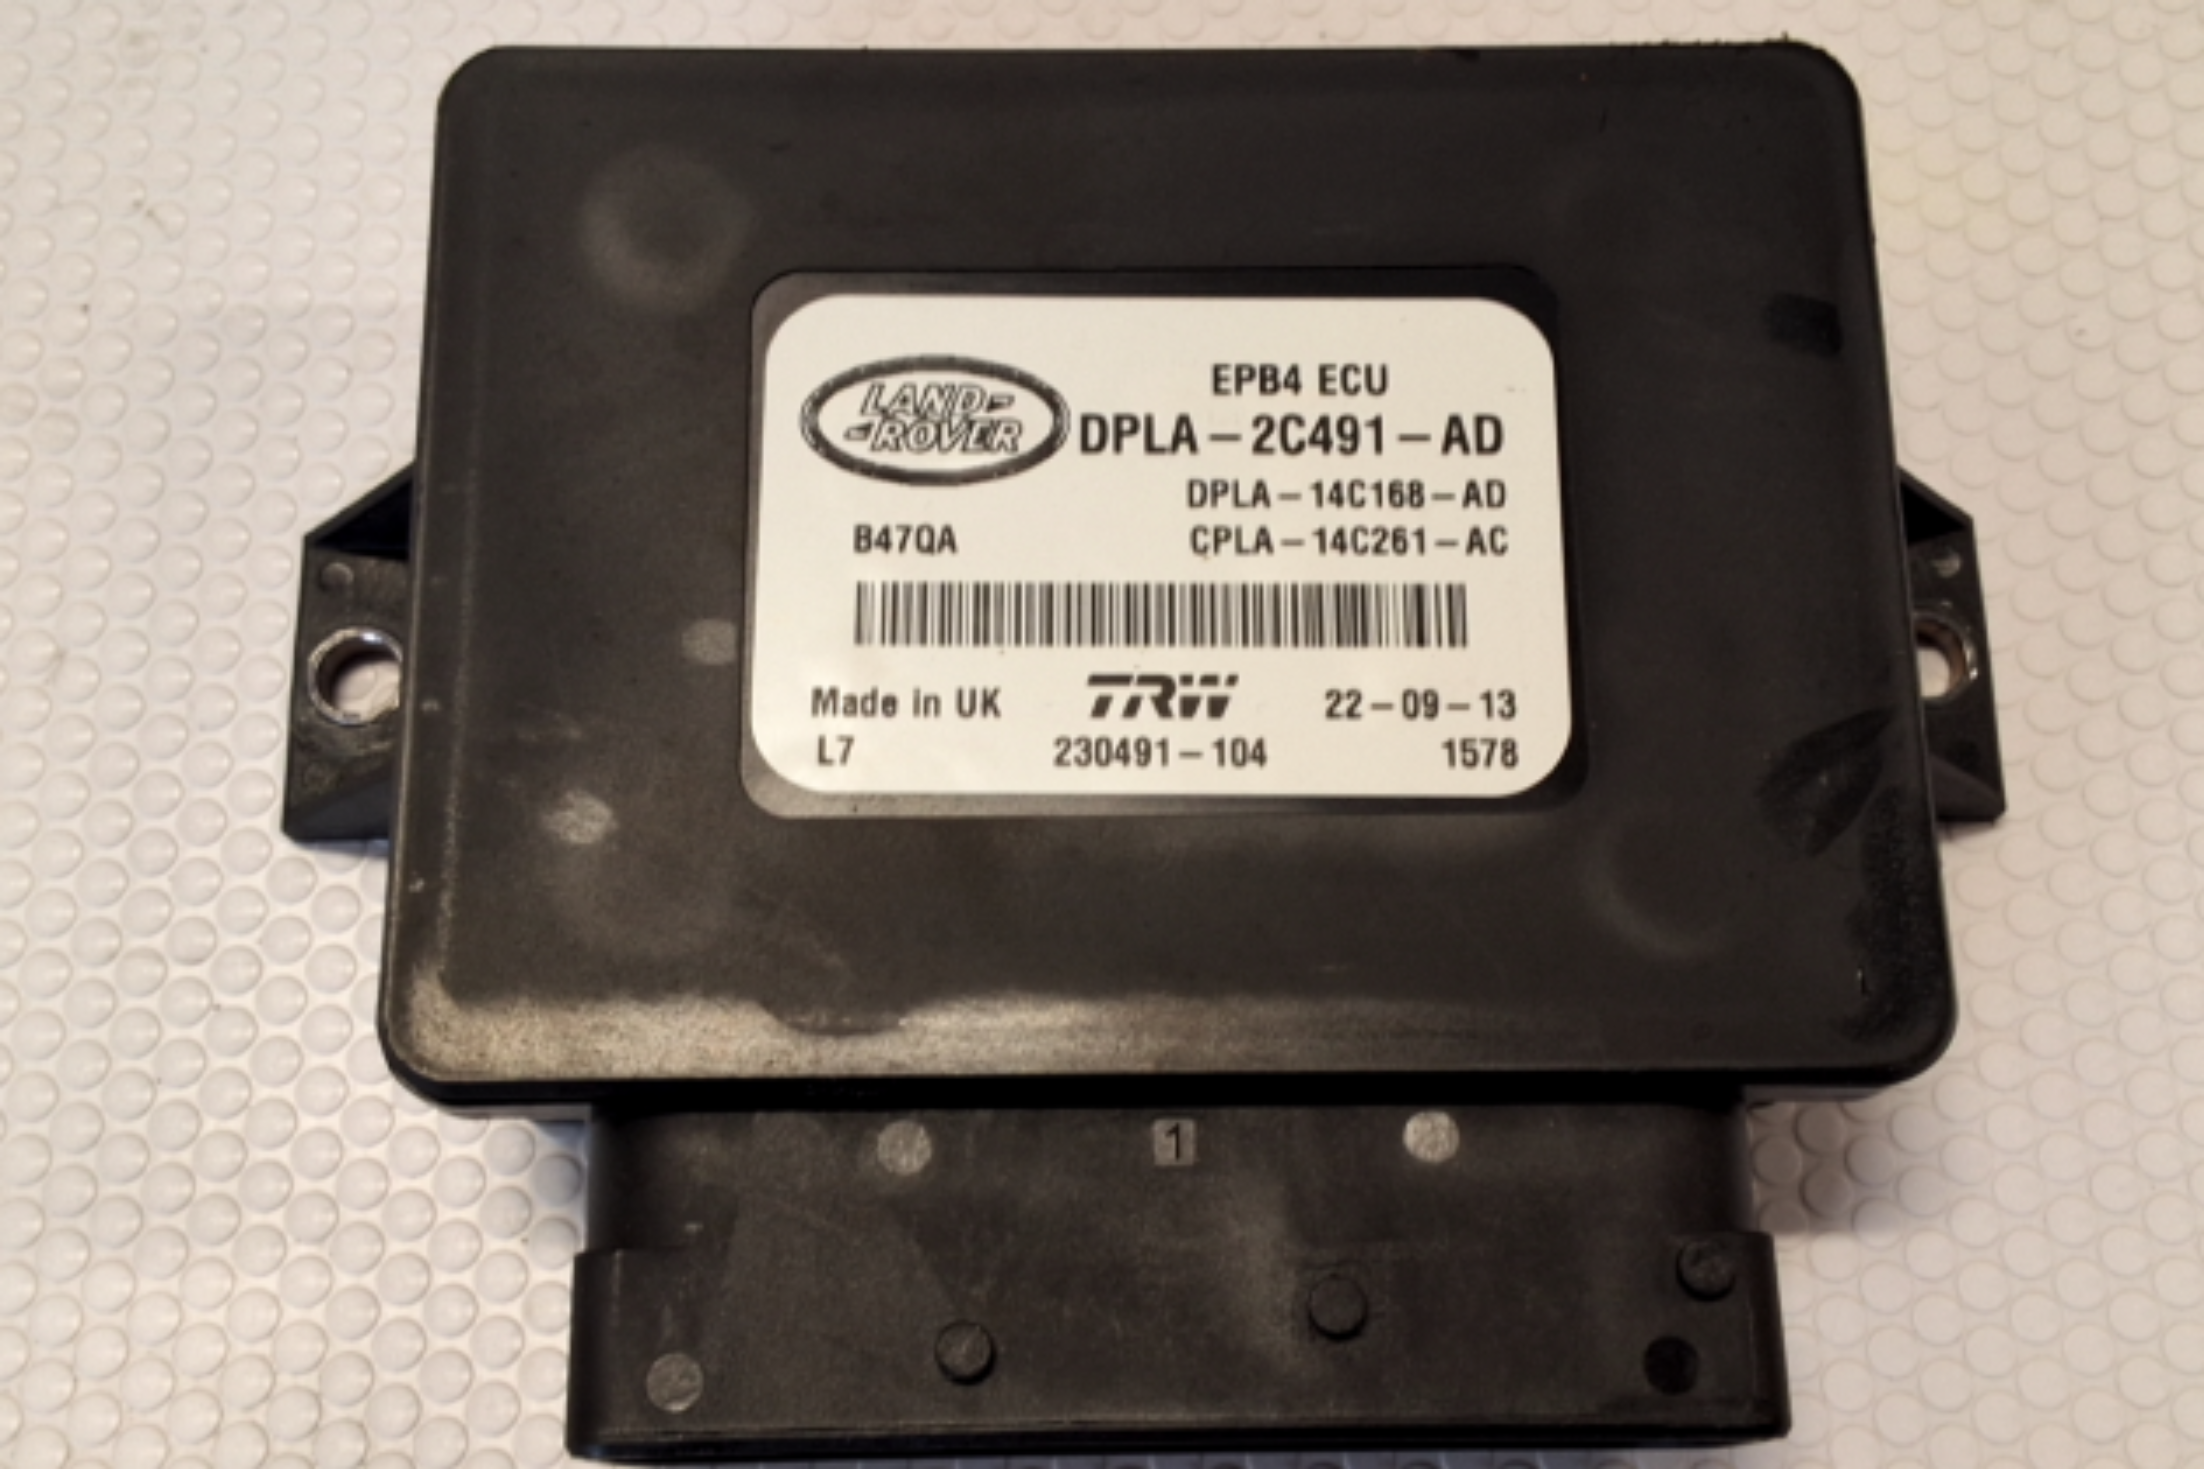 LAND-
-ROVER
EPB4 ECU
DPLA-2C491-AD
DPLA-14C168-AD
B47QA CPLA-14C261-AC
Made in UK TRW 22-09-13
L7 230491-104 1578
1